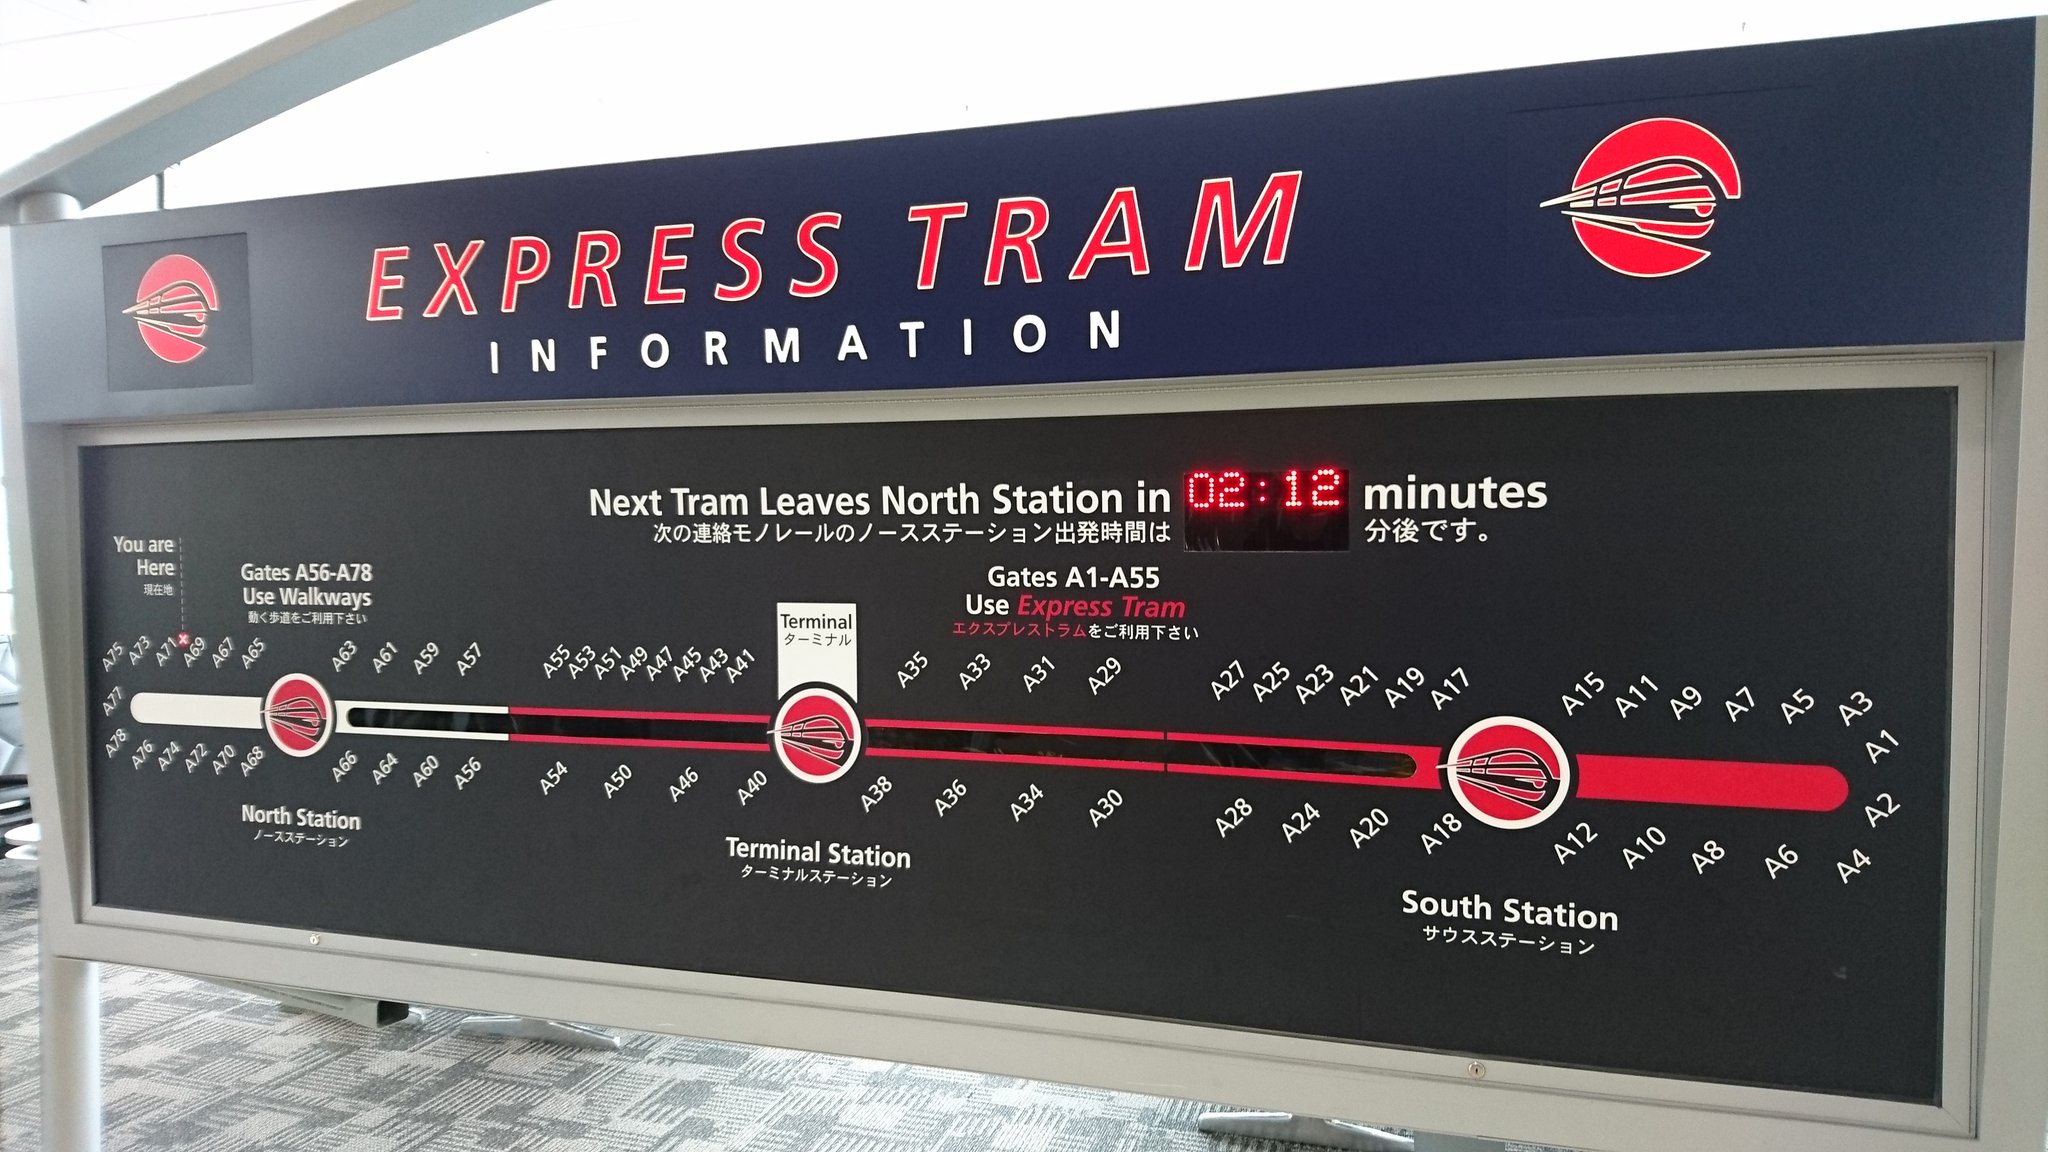 EXPRESS TRAM
INFORMATION
Next Tram Leaves North Station in 02:12 minutes
次の連絡モノレールのノースステーション出発時間は 分後です。
You are
Here
現在地
Gates A56-A78
Use Walkways
動く歩道をご利用下さい
Terminal
ターミナル
Gates A1-A55
Use Express Tram
エクスプレストラムをご利用下さい
A75 A73 A71 A69 A67 A65 A63 A61 A59 A57 A55 A53 A51 A49 A47 A45 A43 A41 A35 A33 A31 A29 A27 A25 A23 A21 A19 A17 A15 A11 A9 A7 A5 A3
A77 A1
A78 A76 A74 A72 A70 A68 A66 A64 A60 A56 A54 A50 A46 A40 A38 A36 A34 A30 A28 A24 A20 A18 A12 A10 A8 A6 A4 A2
North Station
ノースステーション
Terminal Station
ターミナルステーション
South Station
サウスステーション